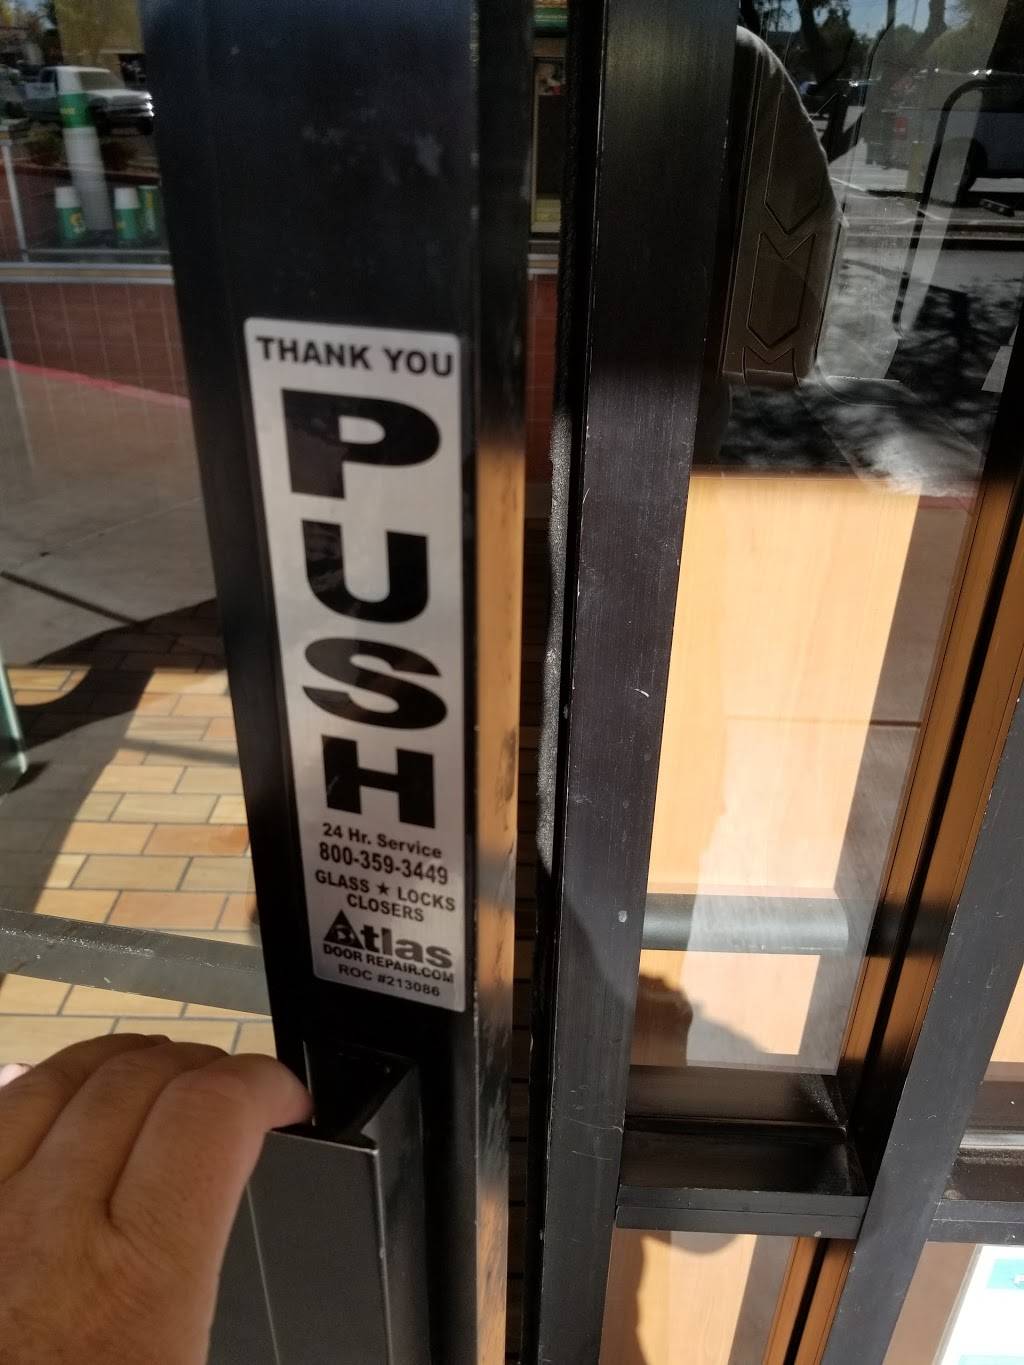 THANK YOU
PUSH
24 Hr. Service
800-359-3449
GLASS ★ LOCKS
CLOSERS
Atlas
DOOR REPAIR.COM
ROC #213086